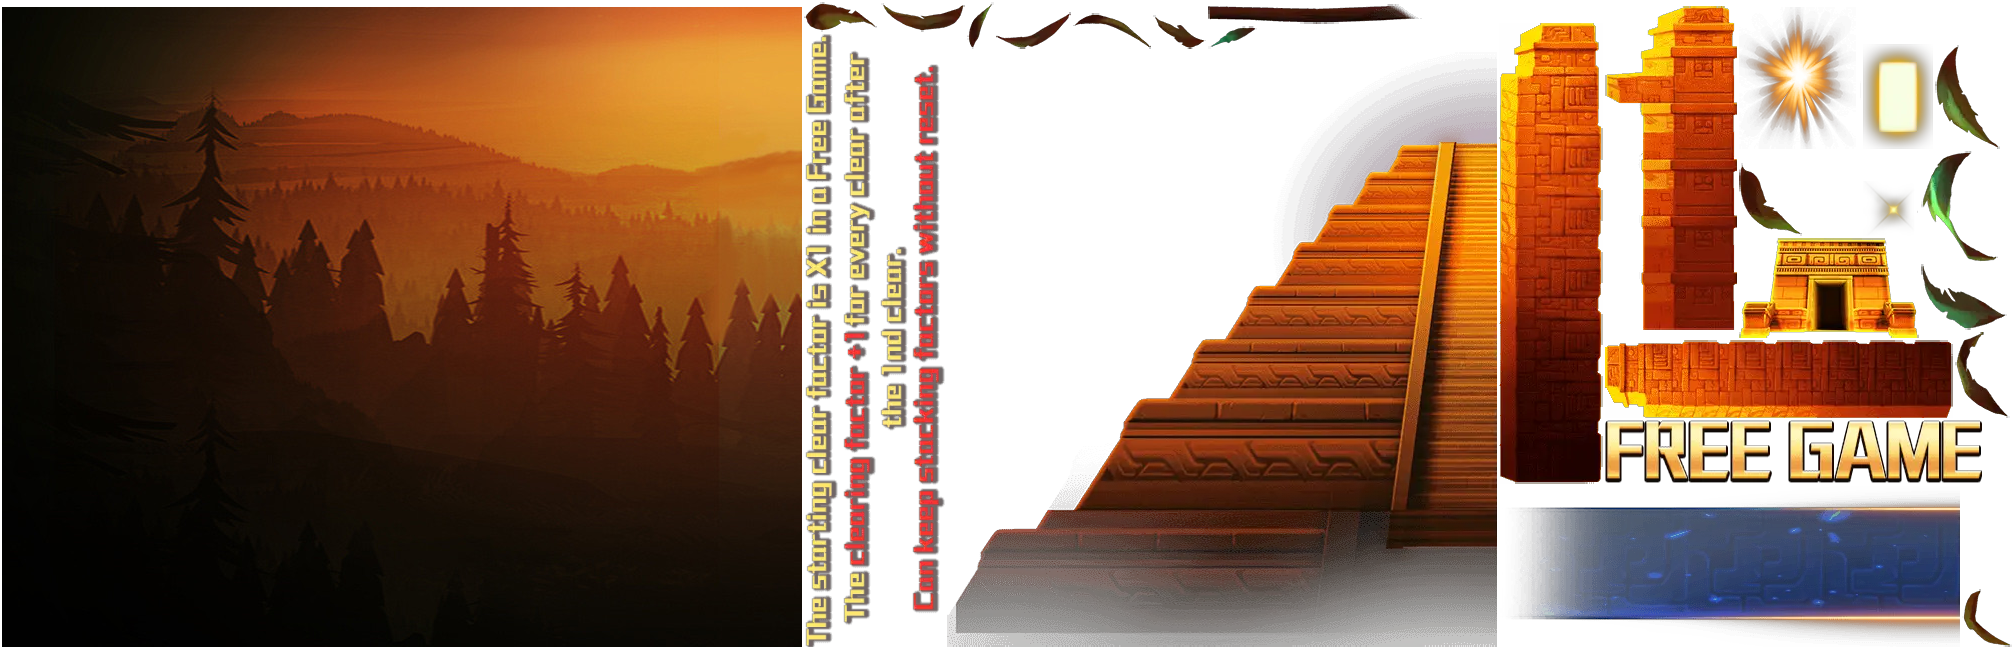 The starting clear factor is X1 in a Free Game.
The clearing factor +1 for every clear after
the 1nd clear.
Can keep stacking factors without reset.
FREE GAME